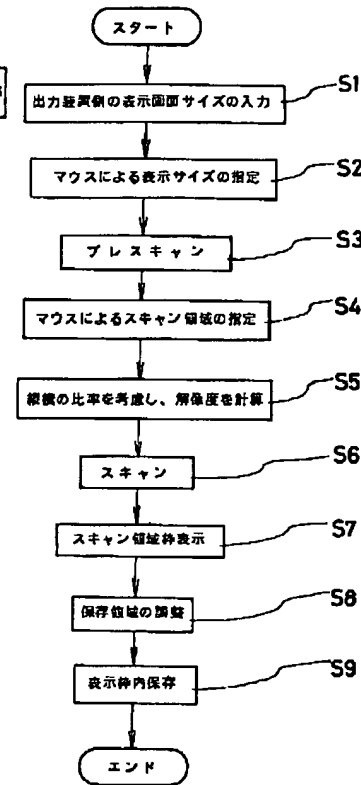 スタート
出力装置側の表示画面サイズの入力
S1
マウスによる表示サイズの指定
S2
プレスキャン
S3
マウスによるスキャン領域の指定
S4
縦横の比率を考慮し、解像度を計算
S5
スキャン
S6
スキャン領域枠表示
S7
保存領域の調整
S8
表示枠内保存
S9
エンド